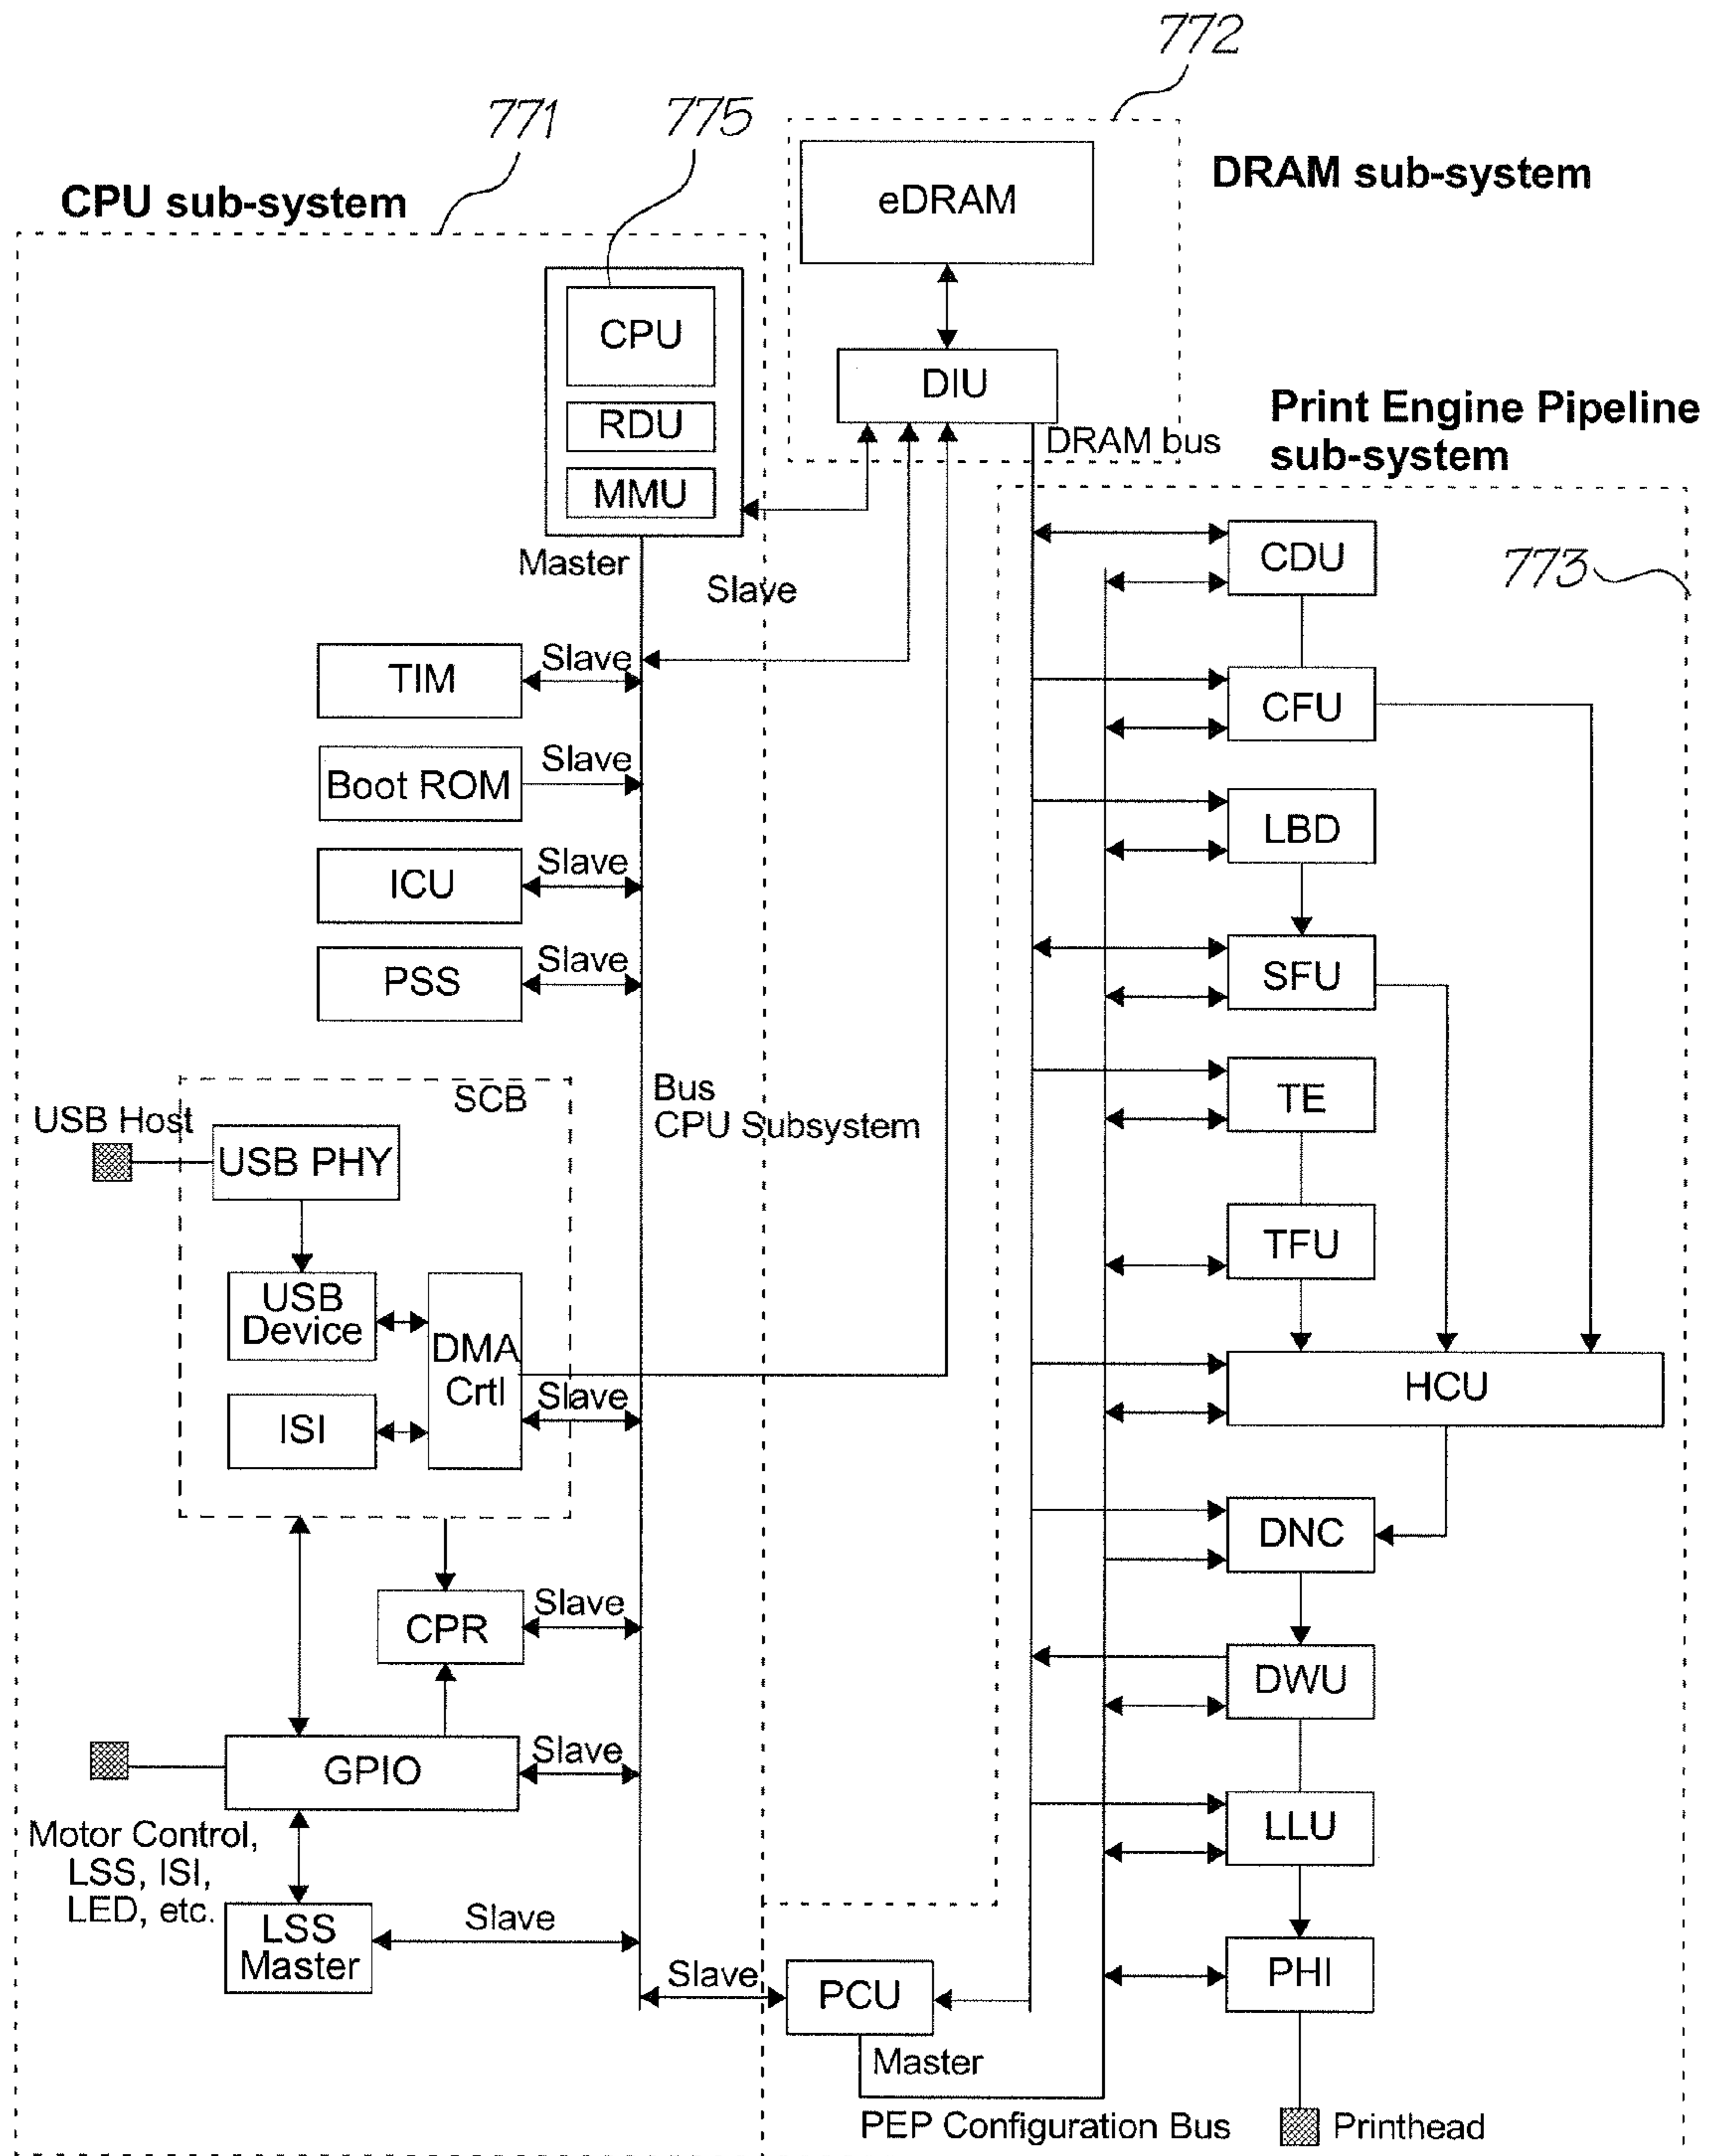 772
771
775
DRAM sub-system
CPU sub-system
eDRAM
CPU
DIU
RDU
Print Engine Pipeline
sub-system
DRAM bus
MMU
Master
Slave
CDU
773
TIM
Slave
CFU
Boot ROM
Slave
LBD
ICU
Slave
PSS
Slave
SFU
SCB
Bus
CPU Subsystem
TE
USB Host
USB PHY
TFU
USB
Device
DMA
Crtl
Slave
HCU
ISI
DNC
CPR
Slave
DWU
GPIO
Slave
Motor Control,
LSS, ISI,
LED, etc.
LLU
LSS
Master
Slave
Slave
PCU
PHI
Master
PEP Configuration Bus
Printhead